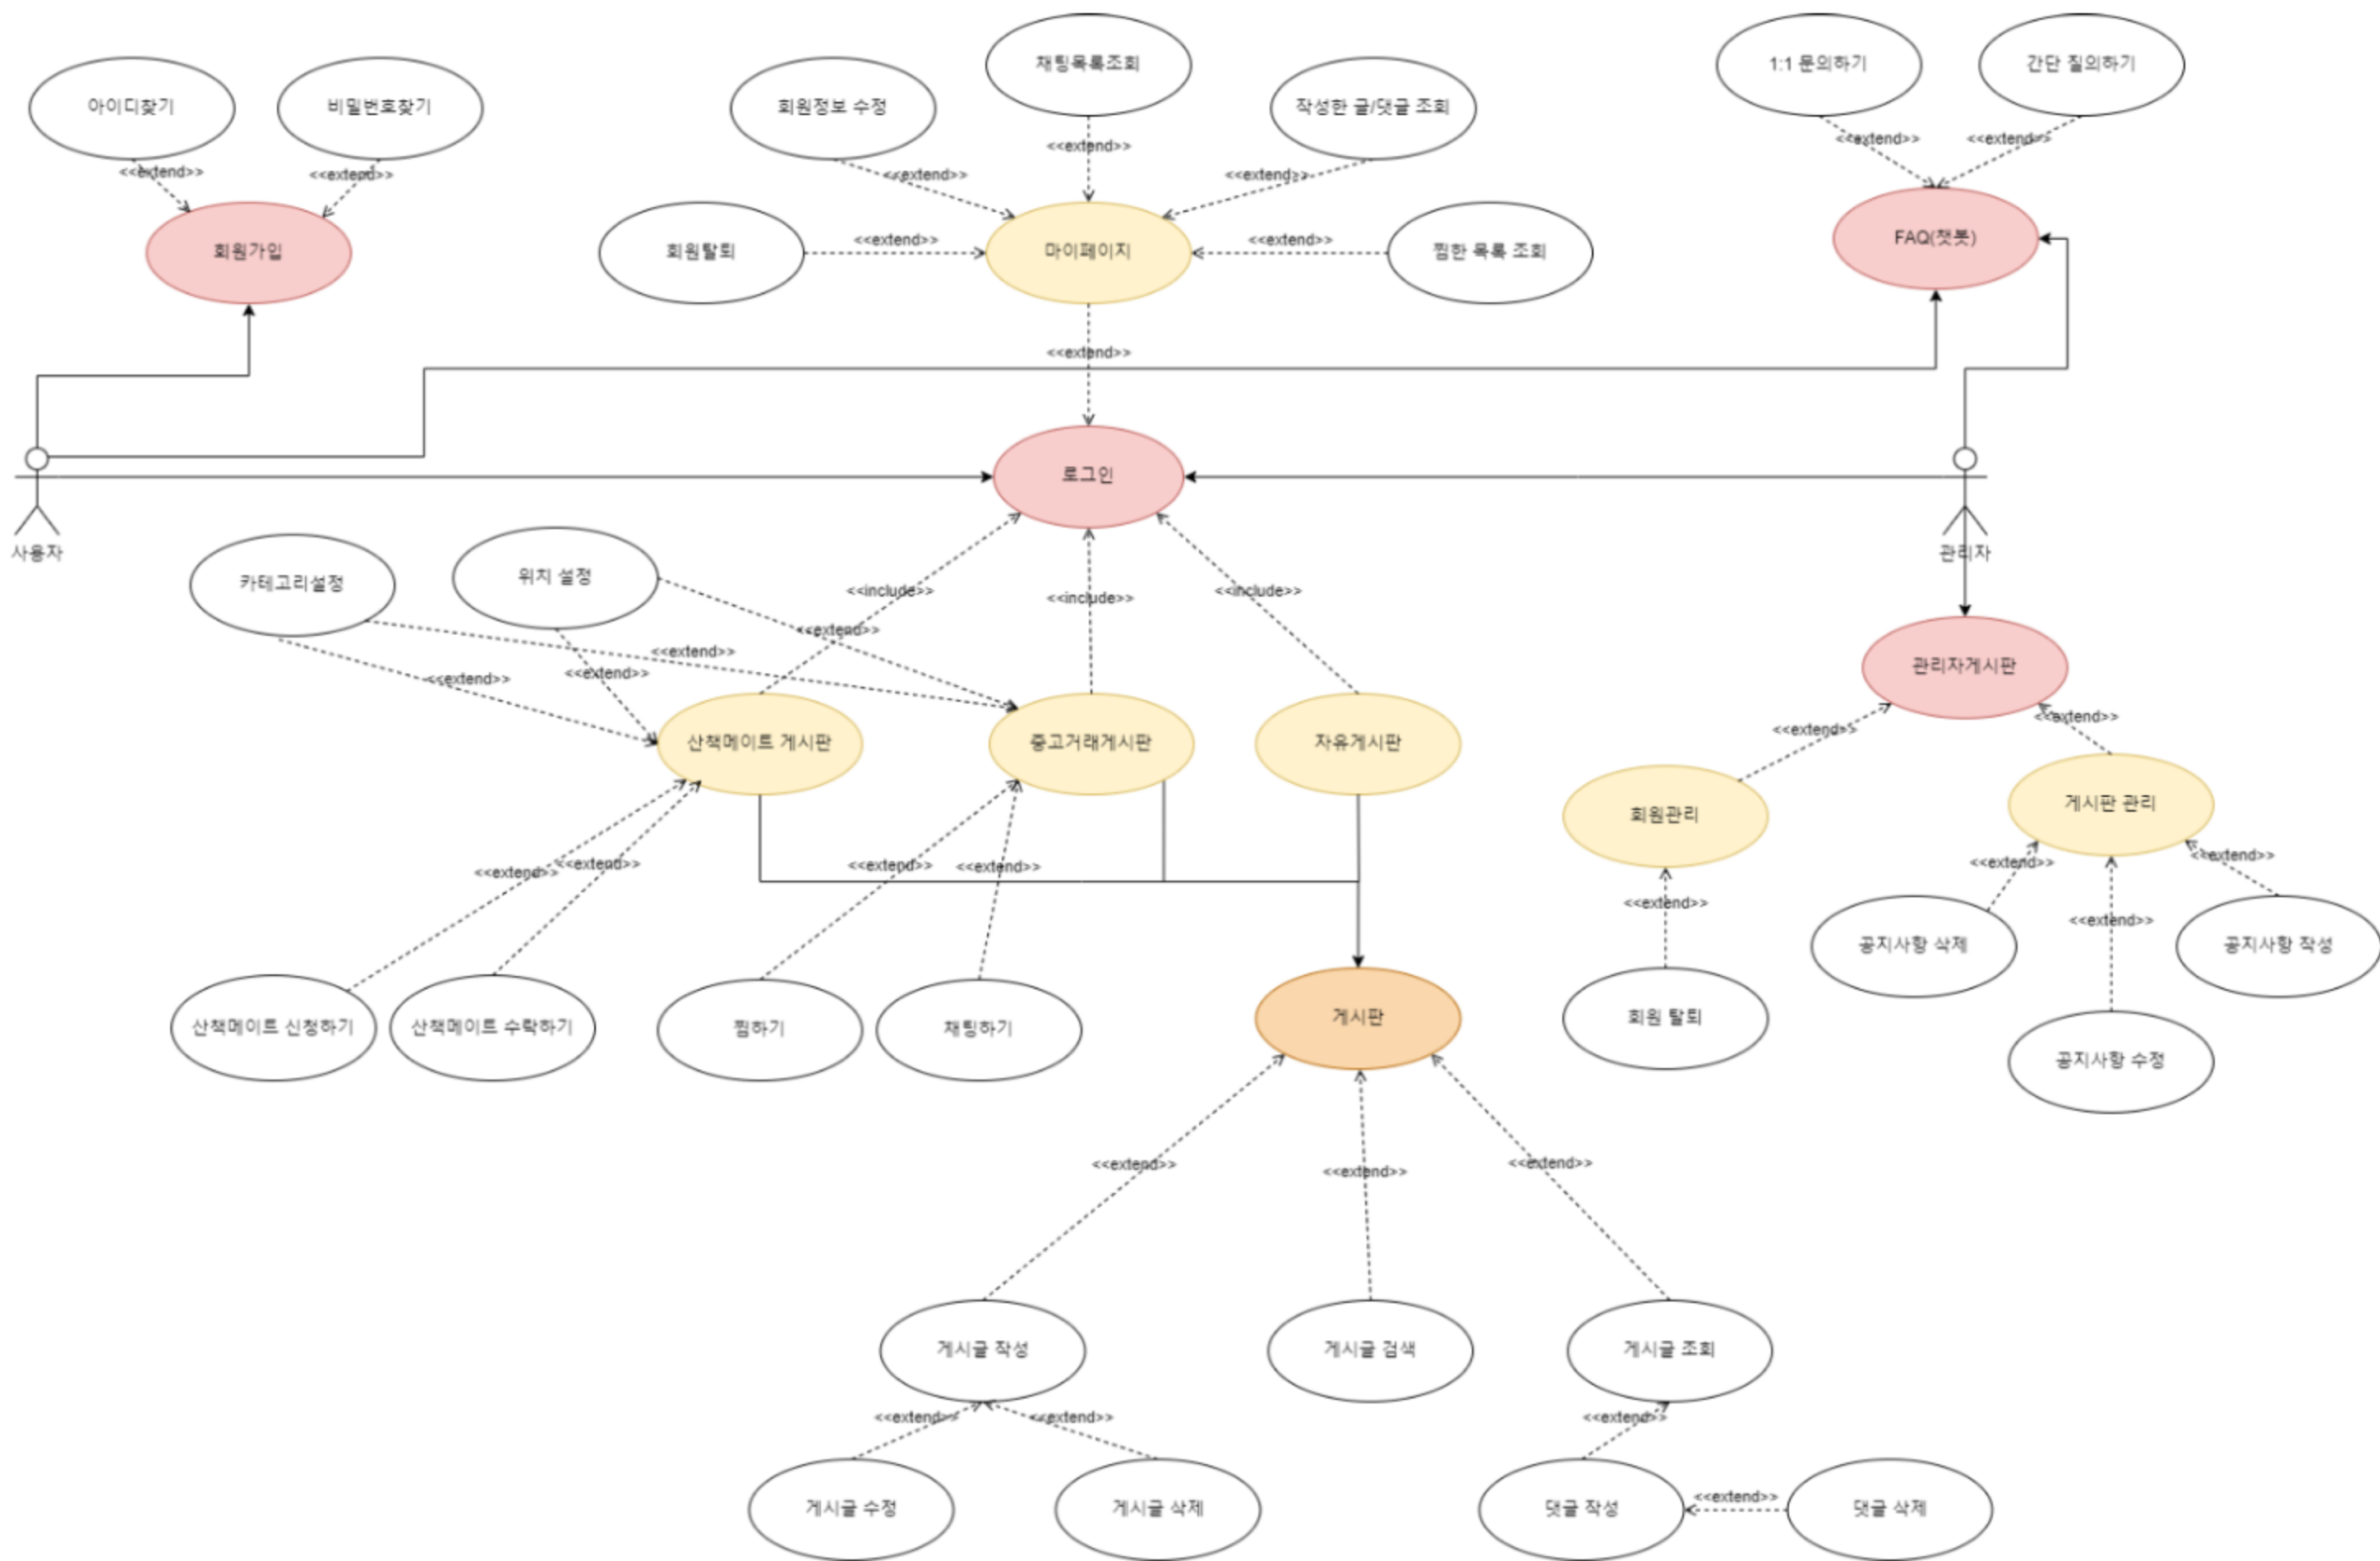 채팅목록조회
1:1 문의하기
간단 질의하기
아이디찾기
비밀번호찾기
회원정보 수정
작성한 글/댓글 조회
<<extend>>
<<extend>>
<<extend>>
<<extend>>
<<extend>>
<<extend>>
<<extend>>
<<extend>>
회원가입
회원탈퇴
<<extend>>
마이페이지
<<extend>>
찜한 목록 조회
FAQ(챗봇)
<<extend>>
로그인
사용자
관리자
카테고리설정
위치 설정
<<include>>
<<include>>
<<include>>
<<extend>>
<<extend>>
<<extend>>
<<extend>>
관리자게시판
산책메이트 게시판
중고거래게시판
자유게시판
<<extend>>
<<extend>>
회원관리
게시판 관리
<<extend>>
<<extend>>
<<extend>>
<<extend>>
<<extend>>
<<extend>>
<<extend>>
<<extend>>
공지사항 삭제
공지사항 작성
산책메이트 신청하기
산책메이트 수락하기
찜하기
채팅하기
게시판
회원 탈퇴
공지사항 수정
<<extend>>
<<extend>>
<<extend>>
게시글 작성
게시글 검색
게시글 조회
<<extend>>
<<extend>>
<<extend>>
게시글 수정
게시글 삭제
댓글 작성
<<extend>>
댓글 삭제